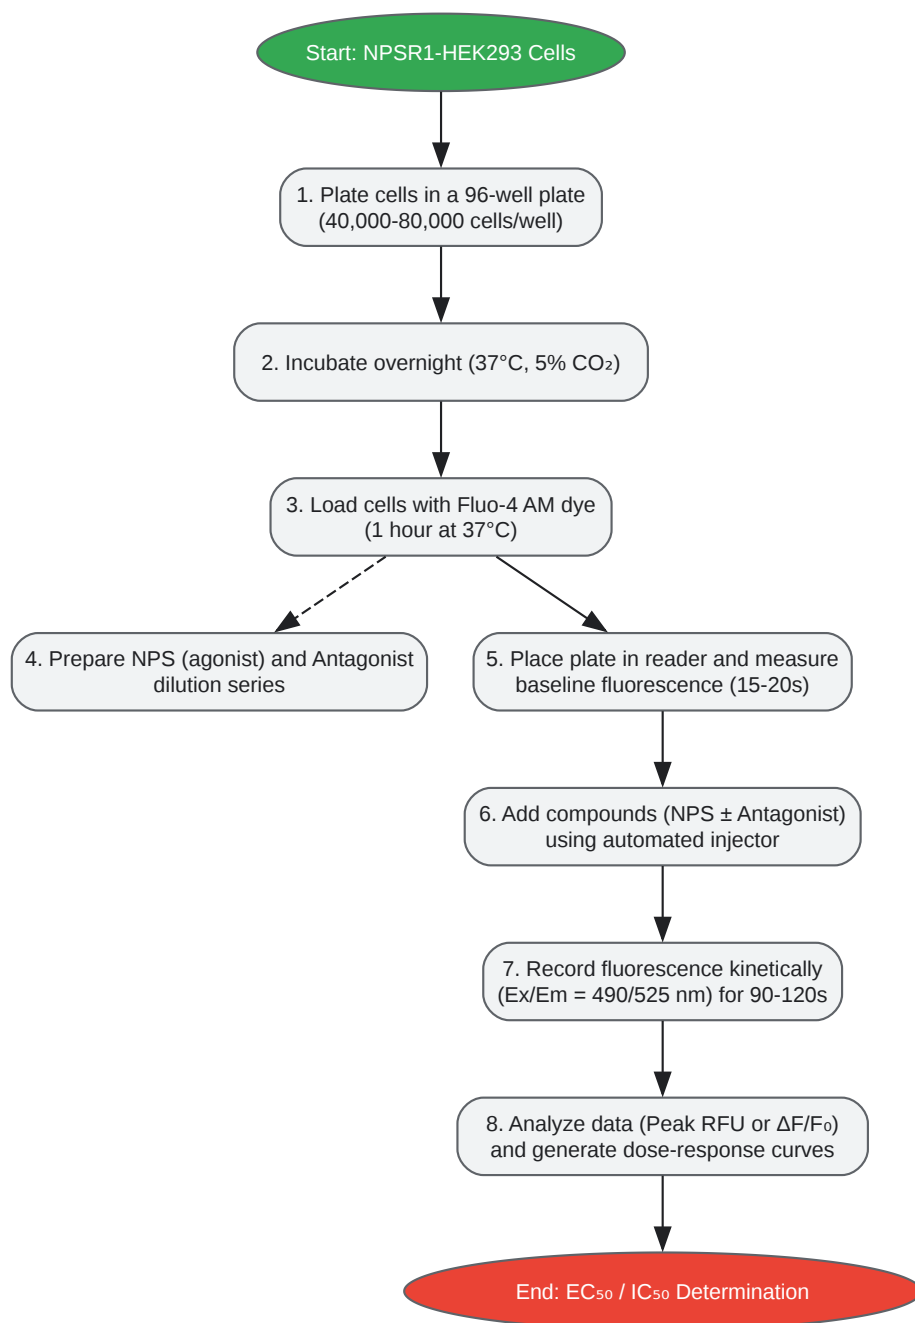 Start: NPSR1-HEK293 Cells
1. Plate cells in a 96-well plate
(40,000-80,000 cells/well)
2. Incubate overnight (37°C, 5% CO₂)
3. Load cells with Fluo-4 AM dye
(1 hour at 37°C)
4. Prepare NPS (agonist) and Antagonist
dilution series
5. Place plate in reader and measure
baseline fluorescence (15-20s)
6. Add compounds (NPS ± Antagonist)
using automated injector
7. Record fluorescence kinetically
(Ex/Em = 490/525 nm) for 90-120s
8. Analyze data (Peak RFU or ΔF/F₀)
and generate dose-response curves
End: EC₅₀ / IC₅₀ Determination